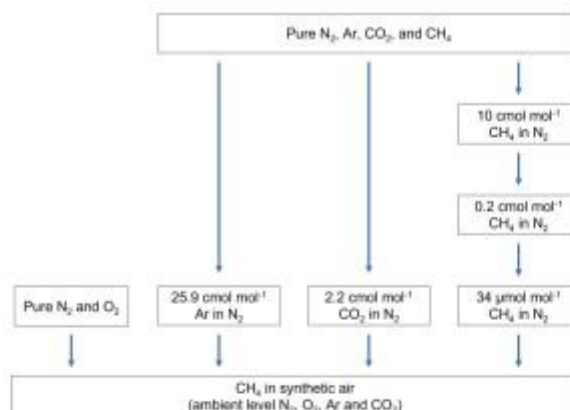 Pure N₂, Ar, CO₂, and CH₄
10 cmol mol⁻¹
CH₄ in N₂
0.2 cmol mol⁻¹
CH₄ in N₂
Pure N₂ and O₂
25.9 cmol mol⁻¹
Ar in N₂
2.2 cmol mol⁻¹
CO₂ in N₂
34 μmol mol⁻¹
CH₄ in N₂
CH₄ in synthetic air
(ambient level N₂, O₂, Ar and CO₂)